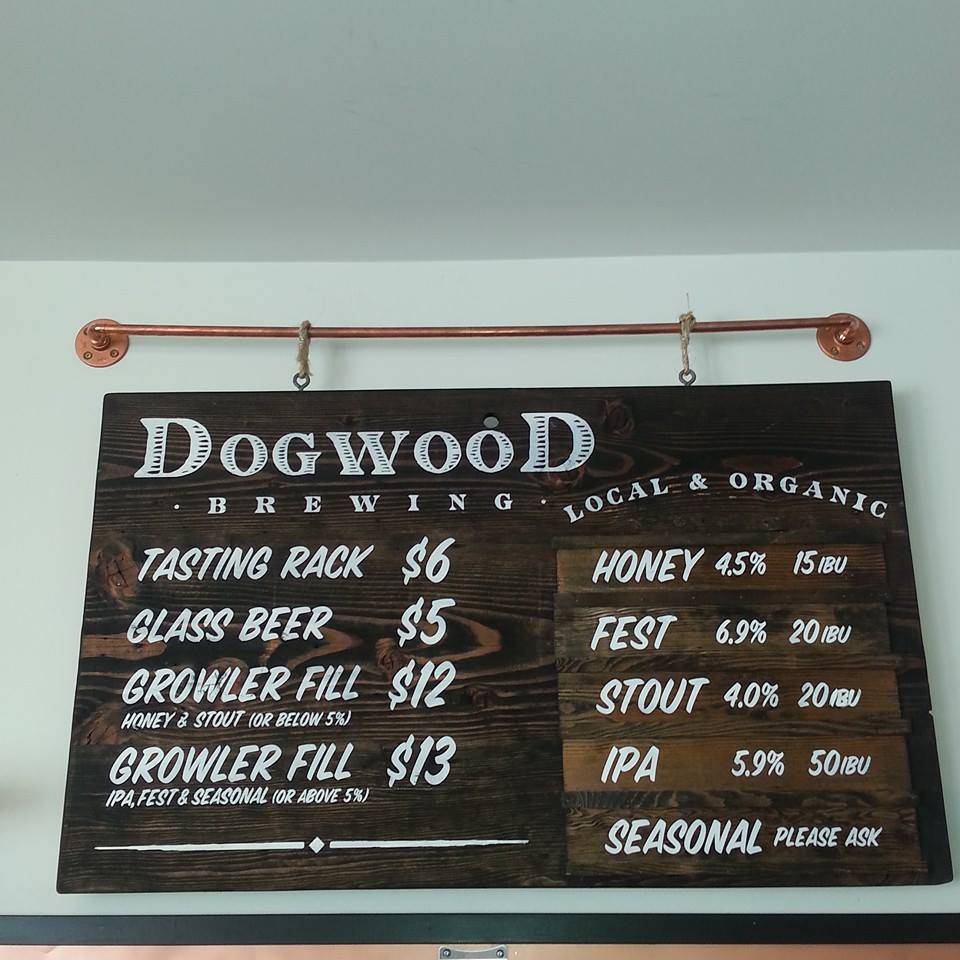 DOGWOOD
· BREWING ·
TASTING RACK $6
GLASS BEER $5
GROWLER FILL $12
HONEY & STOUT (OR BELOW 5%)
GROWLER FILL $13
IPA, FEST & SEASONAL (OR ABOVE 5%)
LOCAL & ORGANIC
HONEY 4.5% 15 IBU
FEST 6.9% 20 IBU
STOUT 4.0% 20 IBU
IPA 5.9% 50 IBU
SEASONAL PLEASE ASK